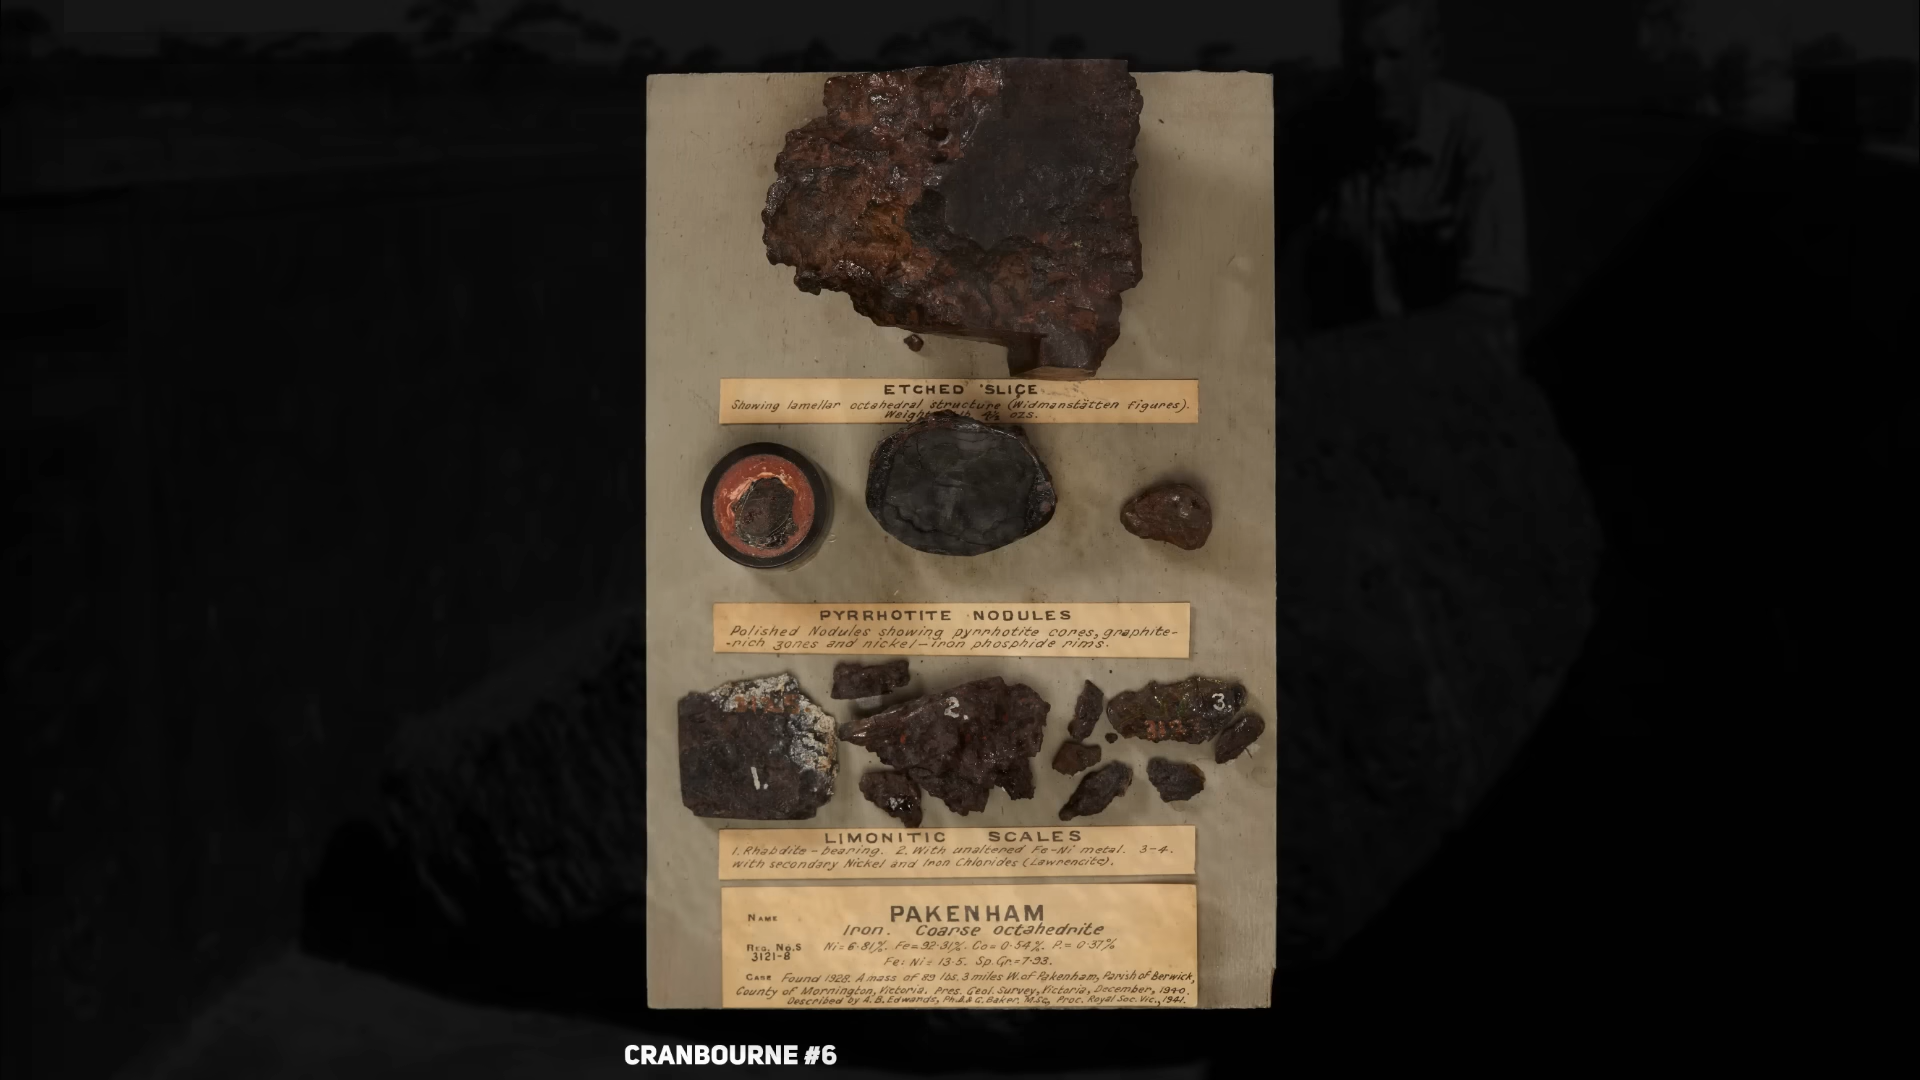 ETCHED SLICE
Showing lamellar octahedral structure (Widmanstätten figures).
Weight ozs.
PYRRHOTITE NODULES
Polished Nodules showing pyrrhotite cores, graphite-
-rich zones and nickel-iron phosphide rims.
1.
2.
3.
LIMONITIC SCALES
1. Rhabdite-bearing. 2. With unaltered Fe-Ni metal. 3-4.
with secondary Nickel and Iron Chlorides (Lawrencite).
NAME PAKENHAM
Iron. Coarse octahedrite
REG. NO.S Ni=6·81%. Fe=92·31%. Co=0·54%. P.=0·37%
3121-8 Fe:Ni=13·5. Sp.Gr.=7·93.
CASE Found 1928. A mass of 89 lbs. 3 miles W. of Pakenham, Parish of Berwick,
County of Mornington, Victoria. Pres. Geol. Survey, Victoria, December, 1940.
Described by A.B. Edwards, Ph.d. & G. Baker, M.Sc. Proc. Royal Soc. Vic., 1941.
CRANBOURNE #6